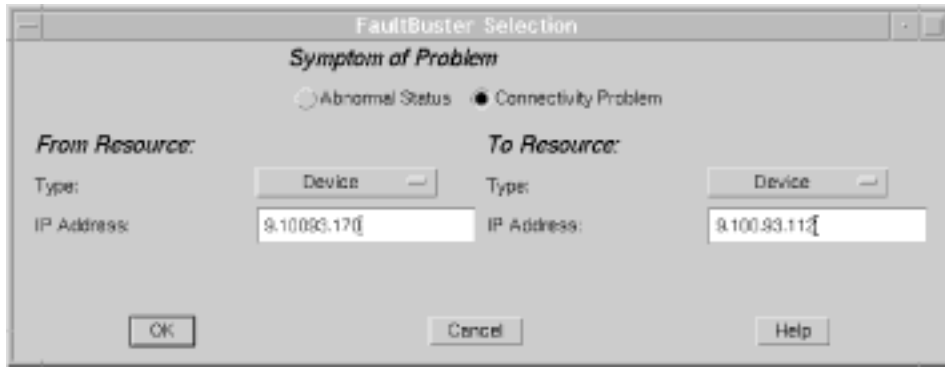 FaultBuster Selection
Symptom of Problem
Abnormal Status Connectivity Problem
From Resource: To Resource:
Type: Device Type: Device
IP Address: 9.10093.170 IP Address: 9.100.93.112
OK Cancel Help